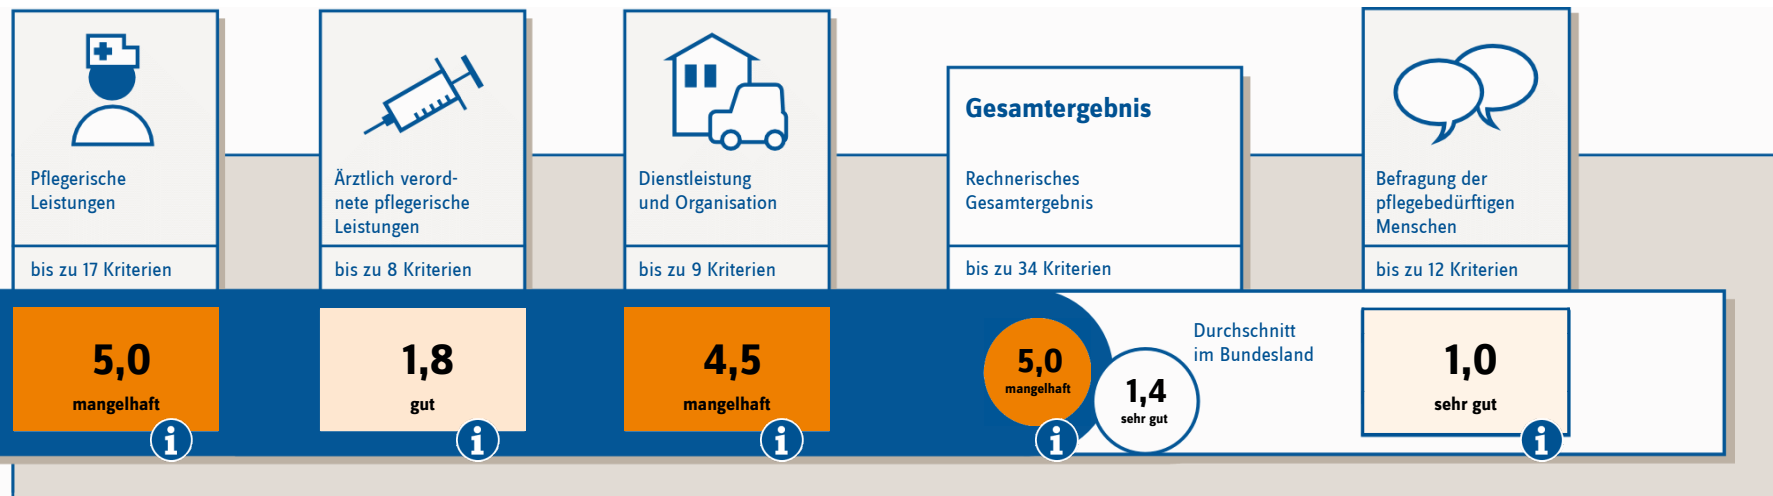 Pflegerische
Leistungen
bis zu 17 Kriterien
5,0
mangelhaft
i
Ärztlich verord-
nete pflegerische
Leistungen
bis zu 8 Kriterien
1,8
gut
i
Dienstleistung
und Organisation
bis zu 9 Kriterien
4,5
mangelhaft
i
Gesamtergebnis
Rechnerisches
Gesamtergebnis
bis zu 34 Kriterien
5,0
mangelhaft
i
1,4
sehr gut
Durchschnitt
im Bundesland
Befragung der
pflegebedürftigen
Menschen
bis zu 12 Kriterien
1,0
sehr gut
i